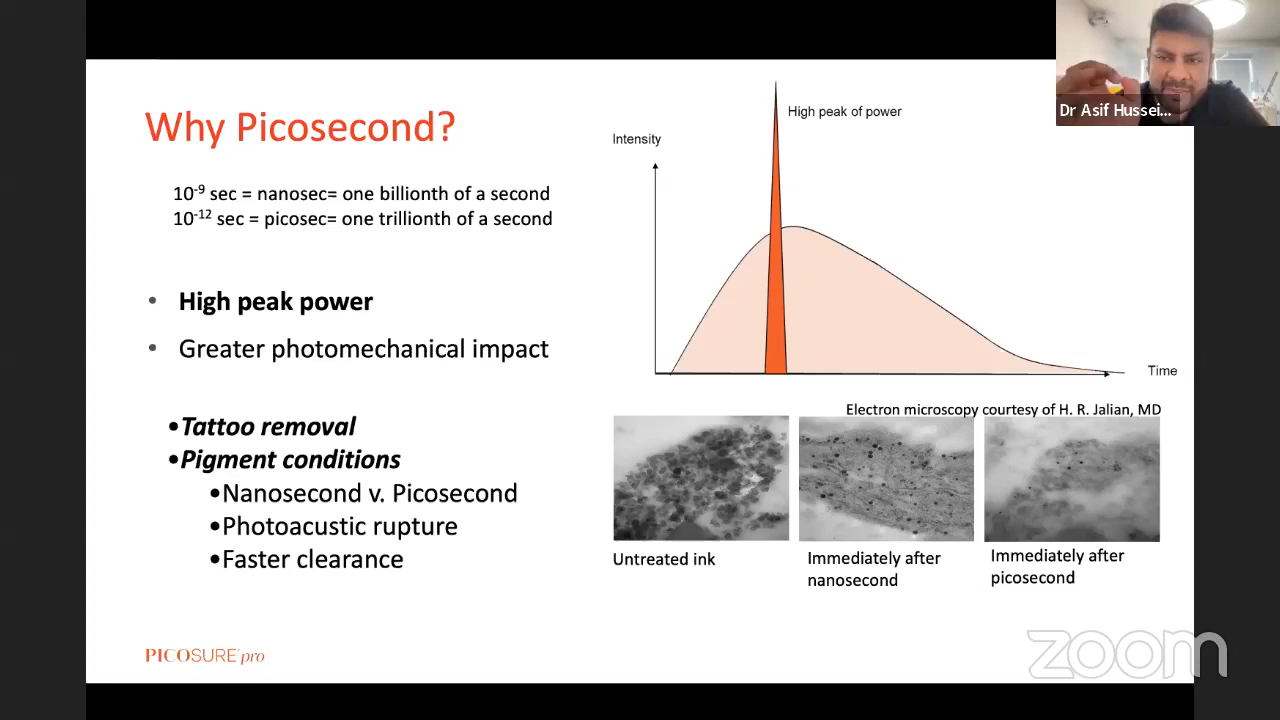 Why Picosecond?
10-9 sec = nanosec= one billionth of a second
10-12 sec = picosec= one trillionth of a second
• High peak power
• Greater photomechanical impact
•Tattoo removal
•Pigment conditions
•Nanosecond v. Picosecond
•Photoacustic rupture
•Faster clearance
PICOSURE pro
Intensity
High peak of power
Time
Electron microscopy courtesy of H. R. Jalian, MD
Untreated ink
Immediately after
nanosecond
Immediately after
picosecond
Dr Asif Hussei...
zoom